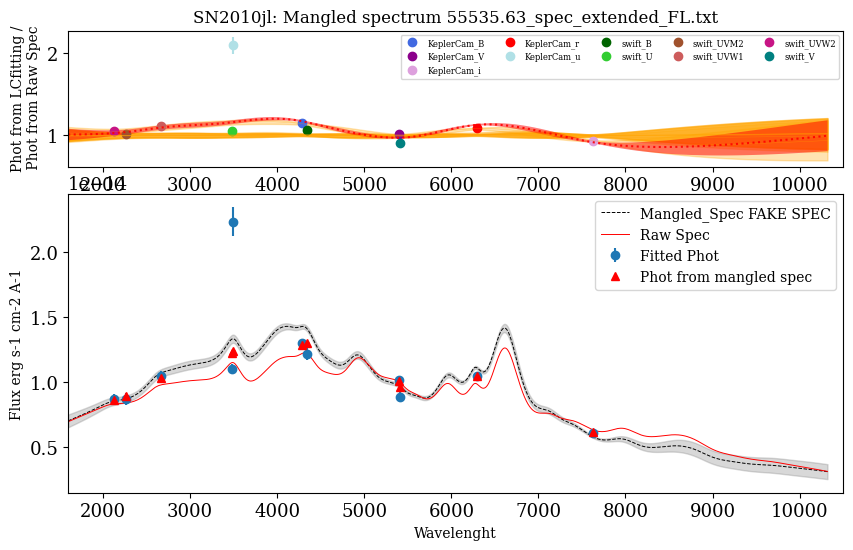 SN2010jl: Mangled spectrum 55535.63_spec_extended_FL.txt
Phot from LCfitting /
Phot from Raw Spec
2
1
KeplerCam_B
KeplerCam_V
KeplerCam_i
KeplerCam_r
KeplerCam_u
swift_B
swift_U
swift_UVM2
swift_UVW1
swift_UVW2
swift_V
2000 3000 4000 5000 6000 7000 8000 9000 10000
1e−14
Flux erg s-1 cm-2 A-1
2.0
1.5
1.0
0.5
Mangled_Spec FAKE SPEC
Raw Spec
Fitted Phot
Phot from mangled spec
2000 3000 4000 5000 6000 7000 8000 9000 10000
Wavelenght